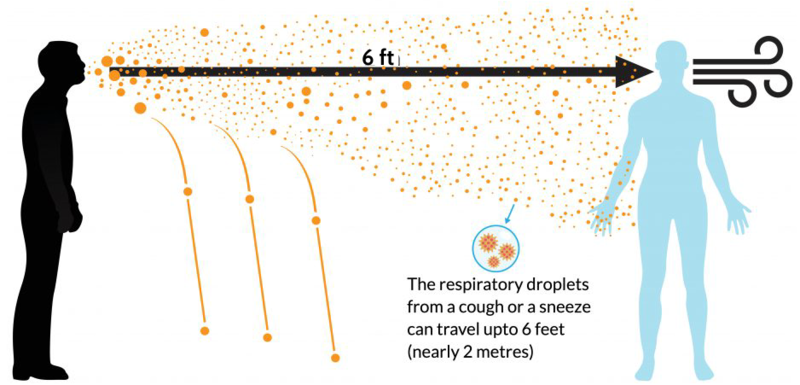 6 ft
The respiratory droplets
from a cough or a sneeze
can travel upto 6 feet
(nearly 2 metres)